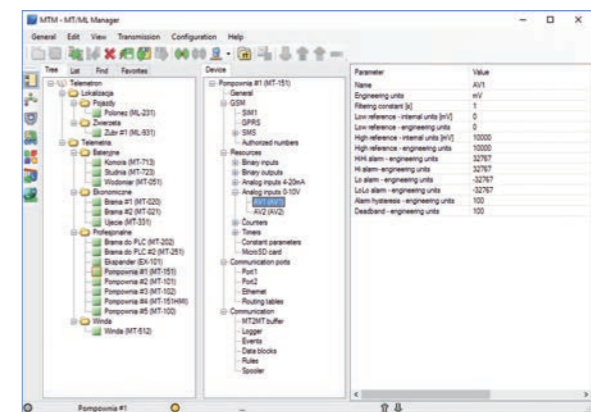 MTM - MT/ML Manager
General Edit View Transmission Configuration Help
Tree List Find Favorites
Telemetron
Lokalizacja
Pojazdy
Polonez (ML-231)
Zwierzeta
Zubr #1 (ML-931)
Telemetria
Bateryjne
Komora (MT-713)
Studnia (MT-723)
Wodomiar (MT-051)
Ekonomiczne
Brama #1 (MT-020)
Brama #2 (MT-021)
Ujecie (MT-331)
Profesjonalne
Brama do PLC (MT-202)
Brama do PLC #2 (MT-251)
Ekspander (EX-101)
Pompownia #1 (MT-151)
Pompownia #2 (MT-101)
Pompownia #3 (MT-102)
Pompownia #4 (MT-151HMI)
Pompownia #5 (MT-100)
Winda
Winda (MT-512)
Device
Pompownia #1 (MT-151)
General
GSM
SIM1
GPRS
SMS
Authorized numbers
Resources
Binary inputs
Binary outputs
Analog inputs 4-20mA
Analog inputs 0-10V
AV1 (AV1)
AV2 (AV2)
Counters
Timers
Constant parameters
MicroSD card
Communication ports
Port1
Port2
Ethernet
Routing tables
Communication
MT2MT buffer
Logger
Events
Data blocks
Rules
Spooler
Parameter Value
Name AV1
Engineering units mV
Filtering constant [s] 1
Low reference - internal units [mV] 0
Low reference - engineering units 0
High reference - internal units [mV] 10000
High reference - engineering units 10000
HiHi alarm - engineering units 32767
Hi alarm - engineering units 32767
Lo alarm - engineering units -32767
LoLo alarm - engineering units -32767
Alarm hysteresis - engineering units 100
Deadband - engineering units 100
Pompownia #1 --